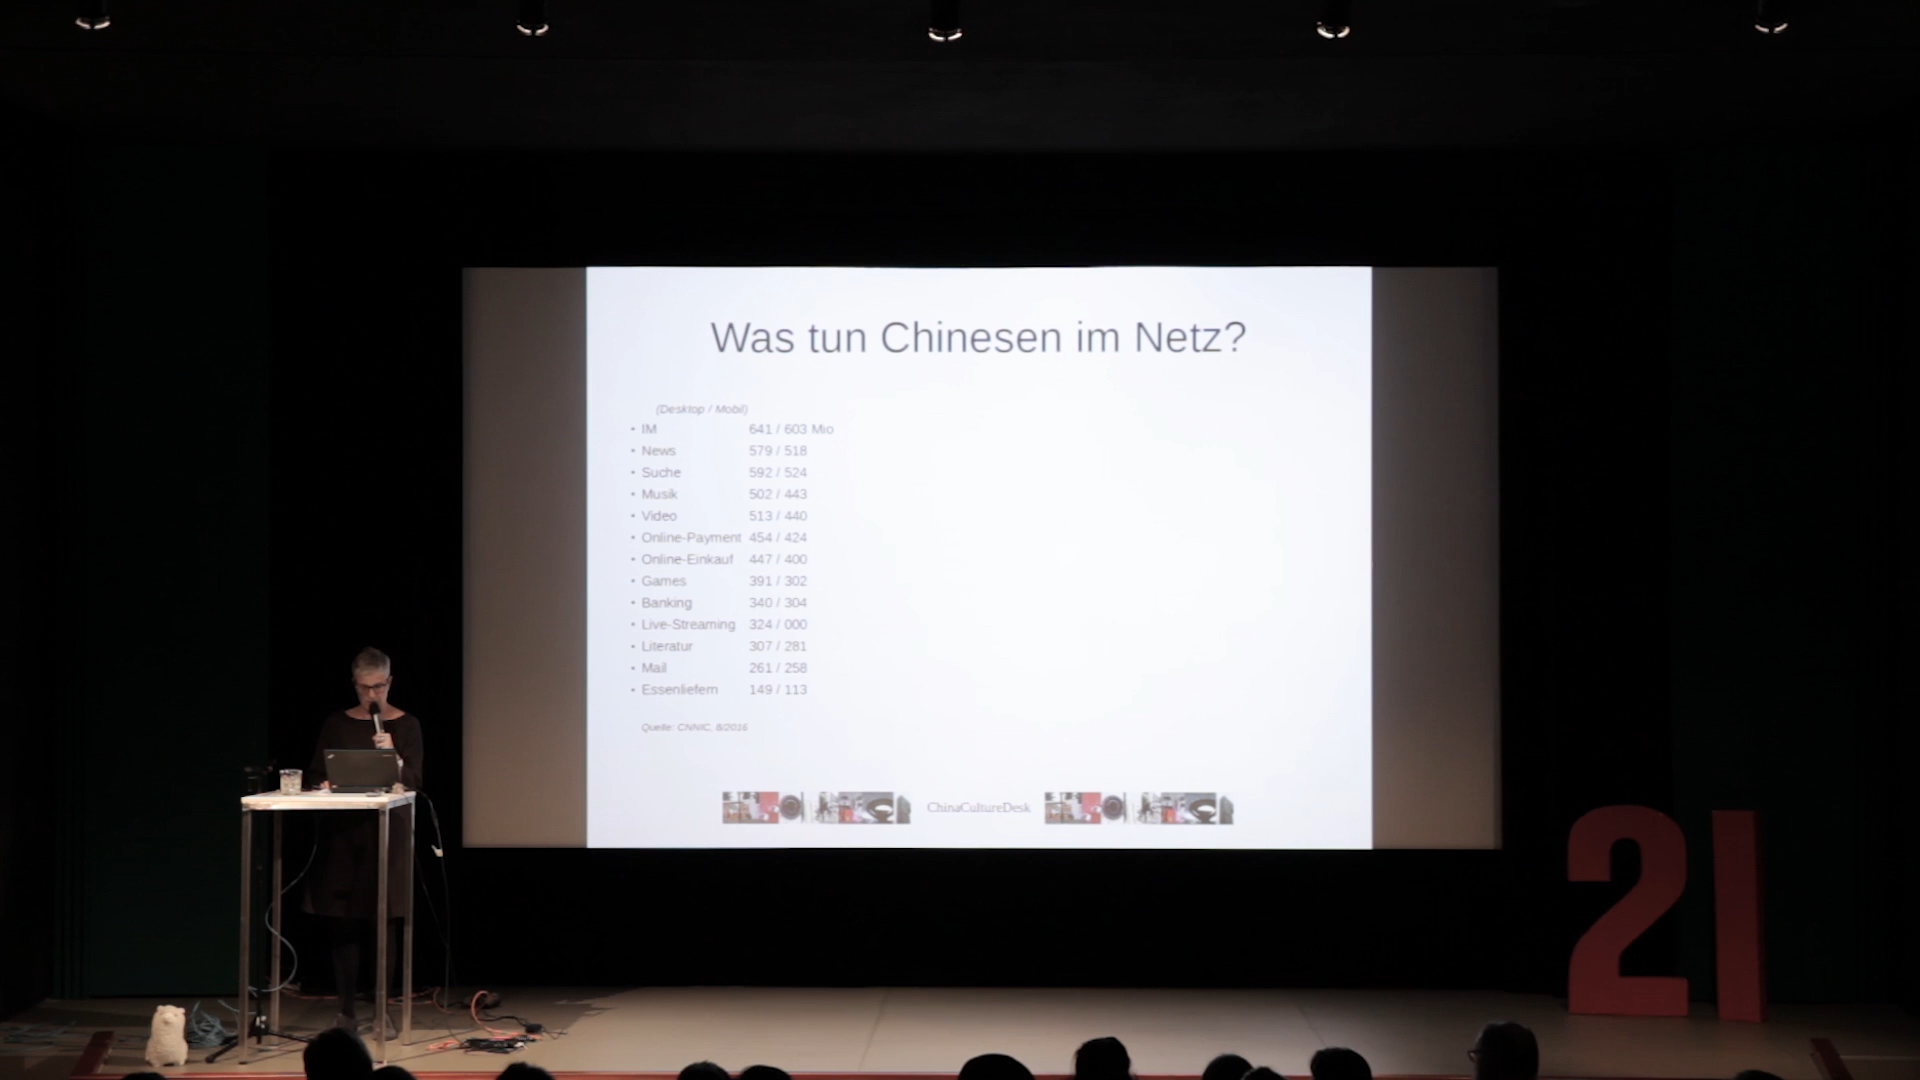 Was tun Chinesen im Netz?
(Desktop / Mobil)
• IM 641 / 603 Mio
• News 579 / 518
• Suche 592 / 524
• Musik 502 / 443
• Video 513 / 440
• Online-Payment 454 / 424
• Online-Einkauf 447 / 400
• Games 391 / 302
• Banking 340 / 304
• Live-Streaming 324 / 000
• Literatur 307 / 281
• Mail 261 / 258
• Essenliefern 149 / 113
Quelle: CNNIC, 8/2016
ChinaCultureDesk
21